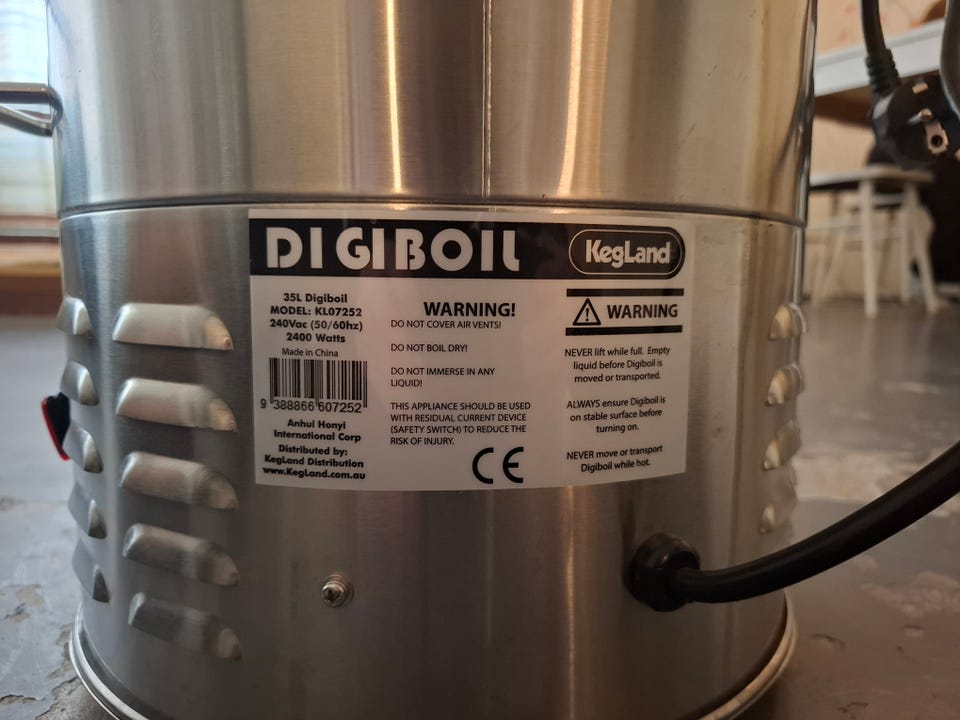 DIGIBOIL
KegLand
35L Digiboil
MODEL: KL07252
240Vac (50/60hz)
2400 Watts
Made in China
9 388866 607252
Anhui Honyi
International Corp
Distributed by:
KegLand Distribution
www.KegLand.com.au
WARNING!
DO NOT COVER AIR VENTS!
DO NOT BOIL DRY!
DO NOT IMMERSE IN ANY
LIQUID!
THIS APPLIANCE SHOULD BE USED
WITH RESIDUAL CURRENT DEVICE
(SAFETY SWITCH) TO REDUCE THE
RISK OF INJURY.
CE
WARNING
NEVER lift while full. Empty
liquid before Digiboil is
moved or transported.
ALWAYS ensure Digiboil is
on stable surface before
turning on.
NEVER move or transport
Digiboil while hot.